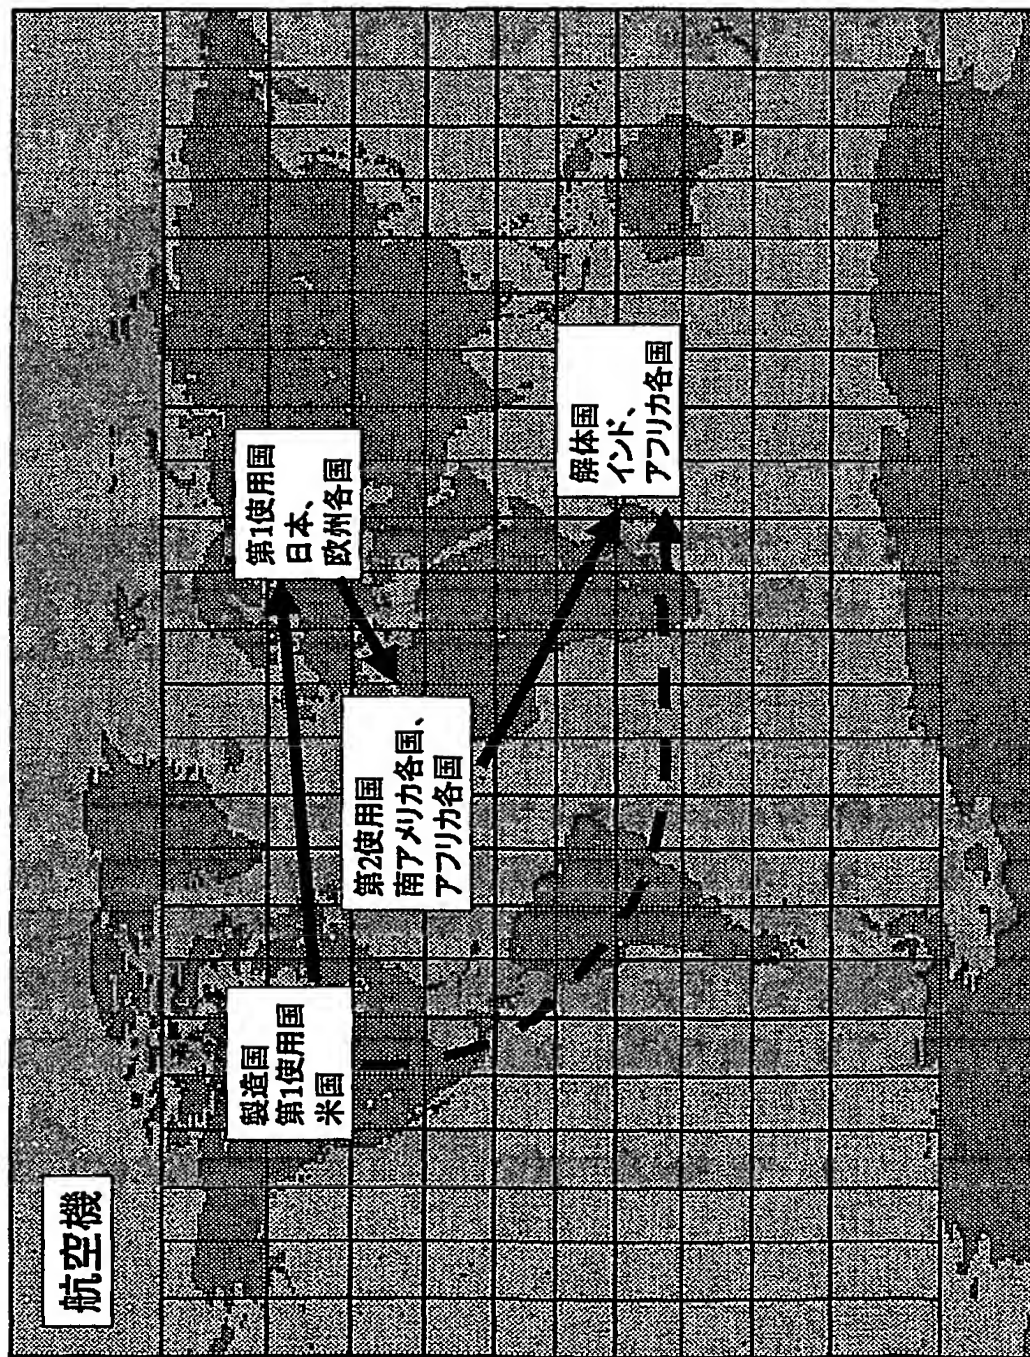 航空機
製造国
第1使用国
米国
第1使用国
日本、
欧州各国
第2使用国
南アメリカ各国、
アフリカ各国
解体国
インド、
アフリカ各国